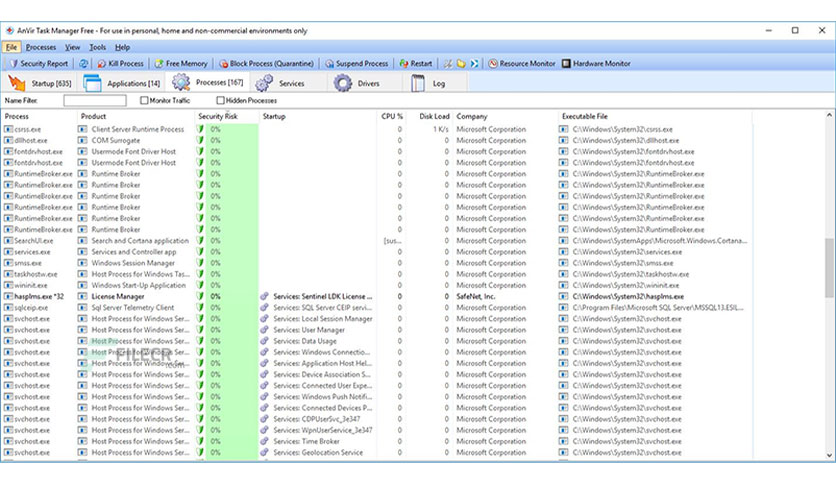 AnVir Task Manager Free - For use in personal, home and non-commercial environments only
File Processes View Tools Help
Security Report Kill Process Free Memory Block Process (Quarantine) Suspend Process Restart Resource Monitor Hardware Monitor
Startup [635] Applications [14] Processes [167] Services Drivers Log
Name Filter: Monitor Traffic Hidden Processes
Process Product Security Risk Startup CPU % Disk Load Company Executable File
csrss.exe Client Server Runtime Process 0% 0 1 K/s Microsoft Corporation C:\Windows\System32\csrss.exe
dllhost.exe COM Surrogate 0% 0 0 Microsoft Corporation C:\Windows\System32\dllhost.exe
fontdrvhost.exe Usermode Font Driver Host 0% 0 0 Microsoft Corporation C:\Windows\System32\fontdrvhost.exe
fontdrvhost.exe Usermode Font Driver Host 0% 0 0 Microsoft Corporation C:\Windows\System32\fontdrvhost.exe
RuntimeBroker.exe Runtime Broker 0% 0 0 Microsoft Corporation C:\Windows\System32\RuntimeBroker.exe
RuntimeBroker.exe Runtime Broker 0% 0 0 Microsoft Corporation C:\Windows\System32\RuntimeBroker.exe
RuntimeBroker.exe Runtime Broker 0% 0 0 Microsoft Corporation C:\Windows\System32\RuntimeBroker.exe
RuntimeBroker.exe Runtime Broker 0% 0 0 Microsoft Corporation C:\Windows\System32\RuntimeBroker.exe
RuntimeBroker.exe Runtime Broker 0% 0 0 Microsoft Corporation C:\Windows\System32\RuntimeBroker.exe
RuntimeBroker.exe Runtime Broker 0% 0 0 Microsoft Corporation C:\Windows\System32\RuntimeBroker.exe
SearchUI.exe Search and Cortana application 0% [sus... 0 Microsoft Corporation C:\Windows\SystemApps\Microsoft.Windows.Cortana...
services.exe Services and Controller app 0% 0 0 Microsoft Corporation C:\Windows\System32\services.exe
smss.exe Windows Session Manager 0% 0 0 Microsoft Corporation C:\Windows\System32\smss.exe
taskhostw.exe Host Process for Windows Tas... 0% 0 0 Microsoft Corporation C:\Windows\System32\taskhostw.exe
wininit.exe Windows Start-Up Application 0% 0 0 Microsoft Corporation C:\Windows\System32\wininit.exe
hasplms.exe *32 License Manager 0% Services: Sentinel LDK License ... 0 0 SafeNet, Inc. C:\Windows\System32\hasplms.exe
sqlceip.exe Sql Server Telemetry Client 0% Services: SQL Server CEIP servi... 0 0 Microsoft Corporation C:\Program Files\Microsoft SQL Server\MSSQL13.ESIL...
svchost.exe Host Process for Windows Ser... 0% Services: Local Session Manager 0 0 Microsoft Corporation C:\Windows\System32\svchost.exe
svchost.exe Host Process for Windows Ser... 0% Services: User Manager 0 0 Microsoft Corporation C:\Windows\System32\svchost.exe
svchost.exe Host Process for Windows Ser... 0% Services: Data Usage 0 0 Microsoft Corporation C:\Windows\System32\svchost.exe
svchost.exe Host Process for Windows Ser... 0% Services: Windows Connectio... 0 0 Microsoft Corporation C:\Windows\System32\svchost.exe
FILECR .com
svchost.exe Host Process for Windows Ser... 0% Services: Application Host Hel... 0 0 Microsoft Corporation C:\Windows\System32\svchost.exe
svchost.exe Host Process for Windows Ser... 0% Services: Device Association S... 0 0 Microsoft Corporation C:\Windows\System32\svchost.exe
svchost.exe Host Process for Windows Ser... 0% Services: Connected User Expe... 0 0 Microsoft Corporation C:\Windows\System32\svchost.exe
svchost.exe Host Process for Windows Ser... 0% Services: Windows Push Notifi... 0 0 Microsoft Corporation C:\Windows\System32\svchost.exe
svchost.exe Host Process for Windows Ser... 0% Services: Connected Devices P... 0 0 Microsoft Corporation C:\Windows\System32\svchost.exe
svchost.exe Host Process for Windows Ser... 0% Services: CDPUserSvc_3e347 0 0 Microsoft Corporation C:\Windows\System32\svchost.exe
svchost.exe Host Process for Windows Ser... 0% Services: WpnUserService_3e347 0 0 Microsoft Corporation C:\Windows\System32\svchost.exe
svchost.exe Host Process for Windows Ser... 0% Services: Time Broker 0 0 Microsoft Corporation C:\Windows\System32\svchost.exe
svchost.exe Host Process for Windows Ser... 0% Services: Geolocation Service 0 0 Microsoft Corporation C:\Windows\System32\svchost.exe